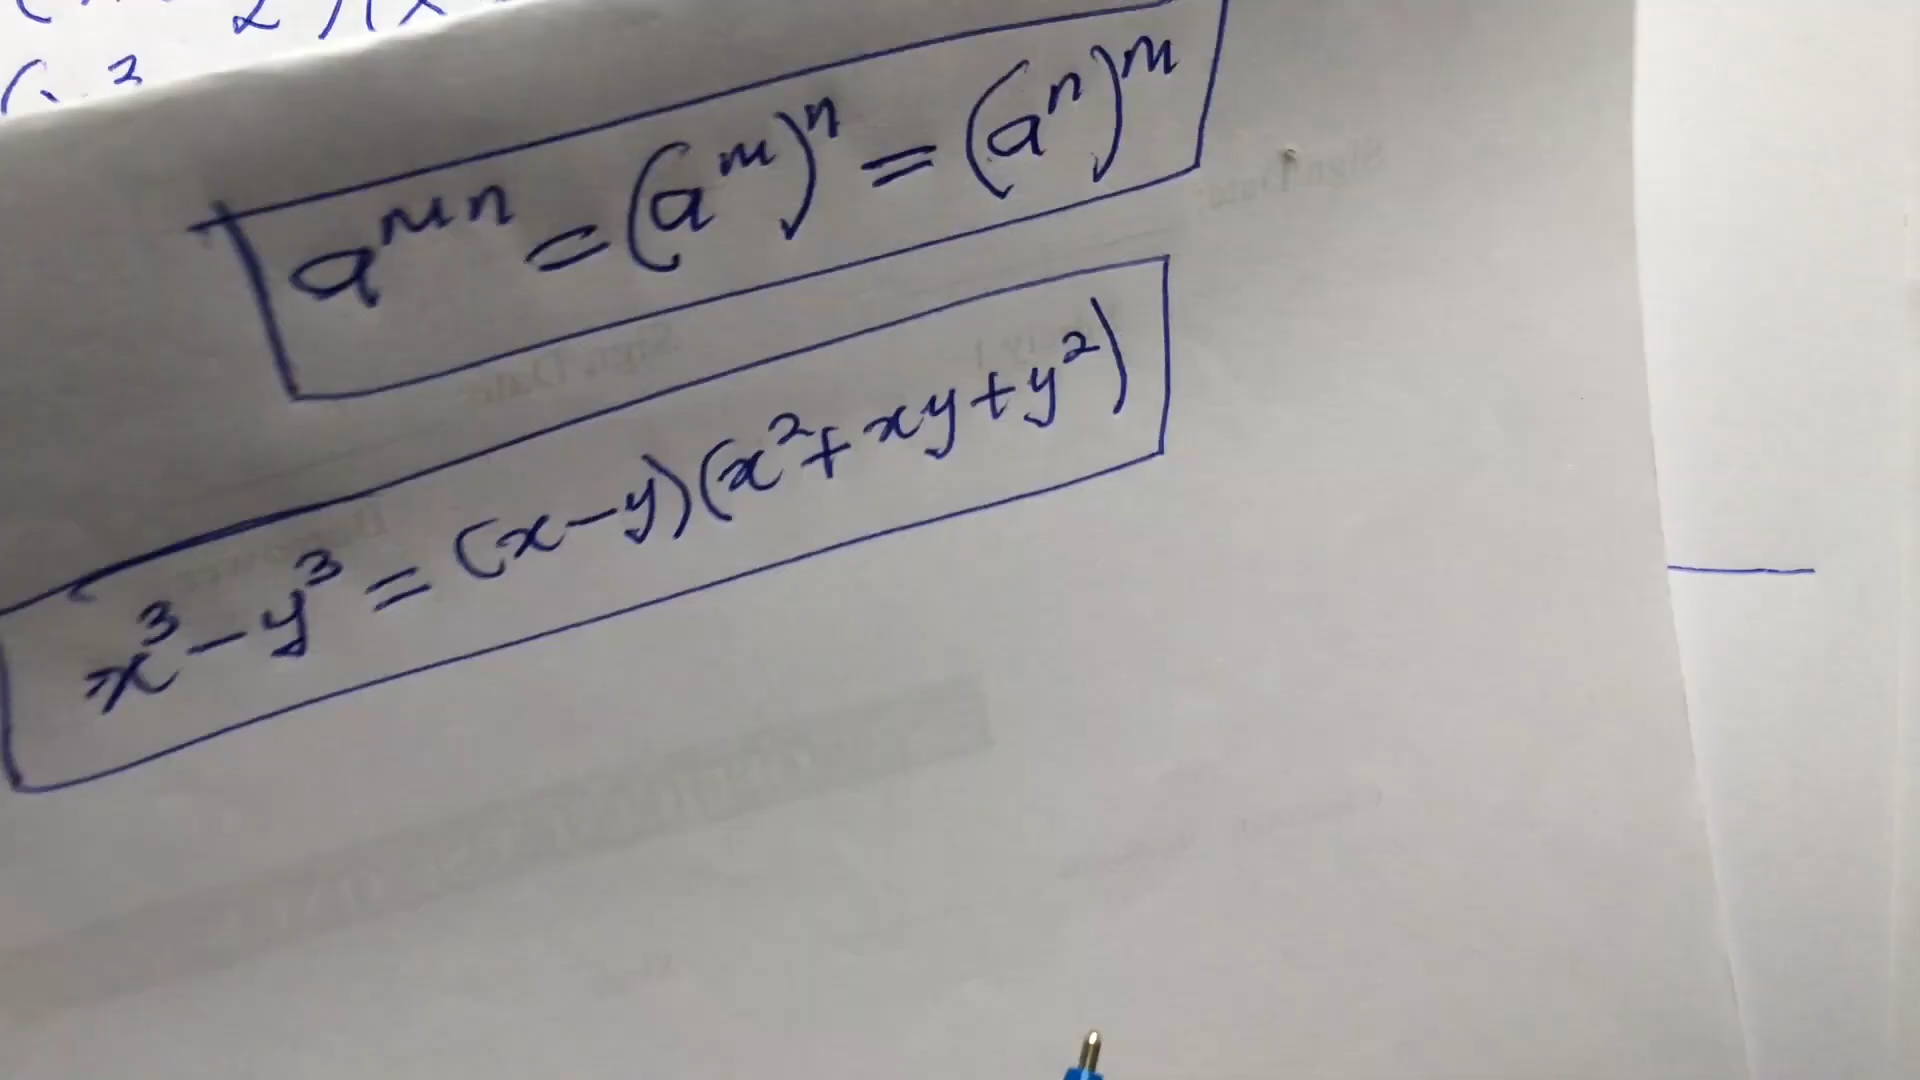 a^{mn} = (a^m)^n = (a^n)^m
x^3 - y^3 = (x-y)(x^2+xy+y^2)